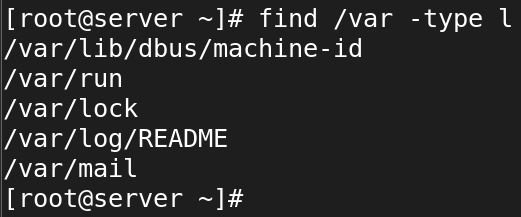 [root@server ~]# find /var -type l
/var/lib/dbus/machine-id
/var/run
/var/lock
/var/log/README
/var/mail
[root@server ~]#